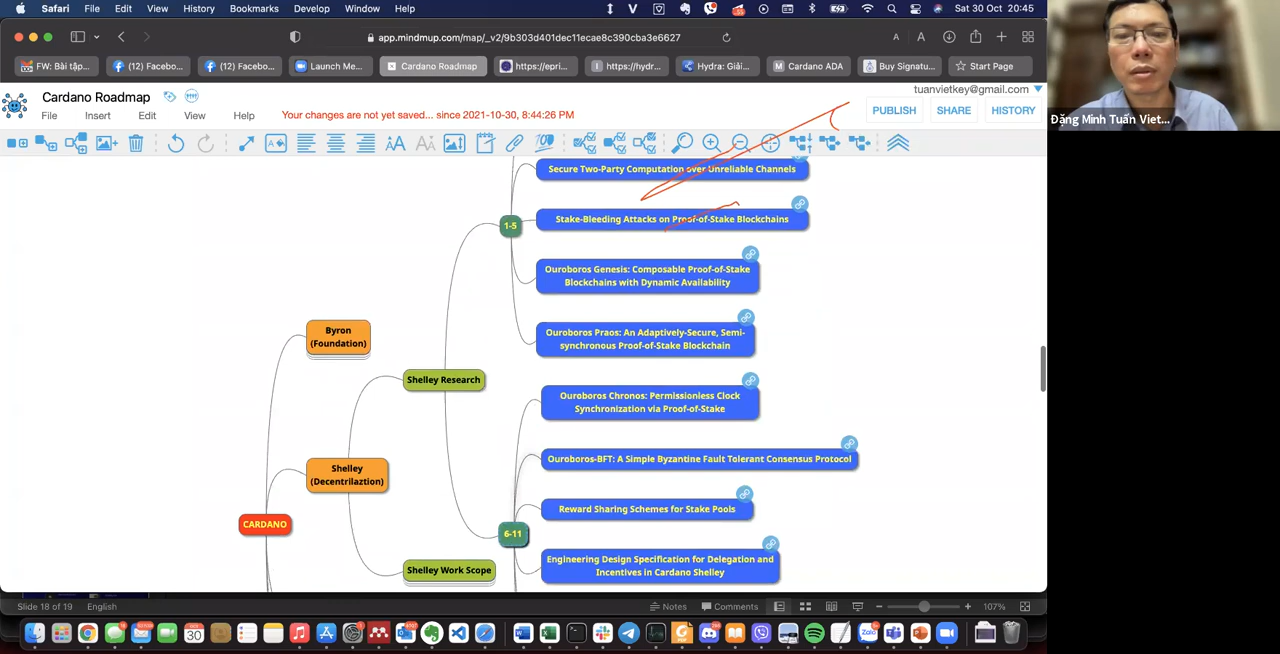 Safari File Edit View History Bookmarks Develop Window Help
Sat 30 Oct 20:45
app.mindmup.com/map/_v2/9b303d401dec11ecae8c390cba3e6627
FW: Bài tập...
(12) Facebo...
(12) Facebo...
Launch Me...
Cardano Roadmap
https://epri...
https://hydr...
Hydra: Giải...
Cardano ADA
Buy Signatu...
Start Page
Cardano Roadmap
tuanvietkey@gmail.com
File Insert Edit View Help
Your changes are not yet saved... since 2021-10-30, 8:44:26 PM
PUBLISH SHARE HISTORY
Đặng Minh Tuấn Viet...
Secure Two-Party Computation over Unreliable Channels
1-5
Stake-Bleeding Attacks on Proof-of-Stake Blockchains
Ouroboros Genesis: Composable Proof-of-Stake
Blockchains with Dynamic Availability
Byron
(Foundation)
Ouroboros Praos: An Adaptively-Secure, Semi-
synchronous Proof-of-Stake Blockchain
Shelley Research
Ouroboros Chronos: Permissionless Clock
Synchronization via Proof-of-Stake
Ouroboros-BFT: A Simple Byzantine Fault Tolerant Consensus Protocol
Shelley
(Decentrilaztion)
Reward Sharing Schemes for Stake Pools
CARDANO
6-11
Engineering Design Specification for Delegation and
Incentives in Cardano Shelley
Shelley Work Scope
Slide 18 of 19 English
Notes Comments 107%